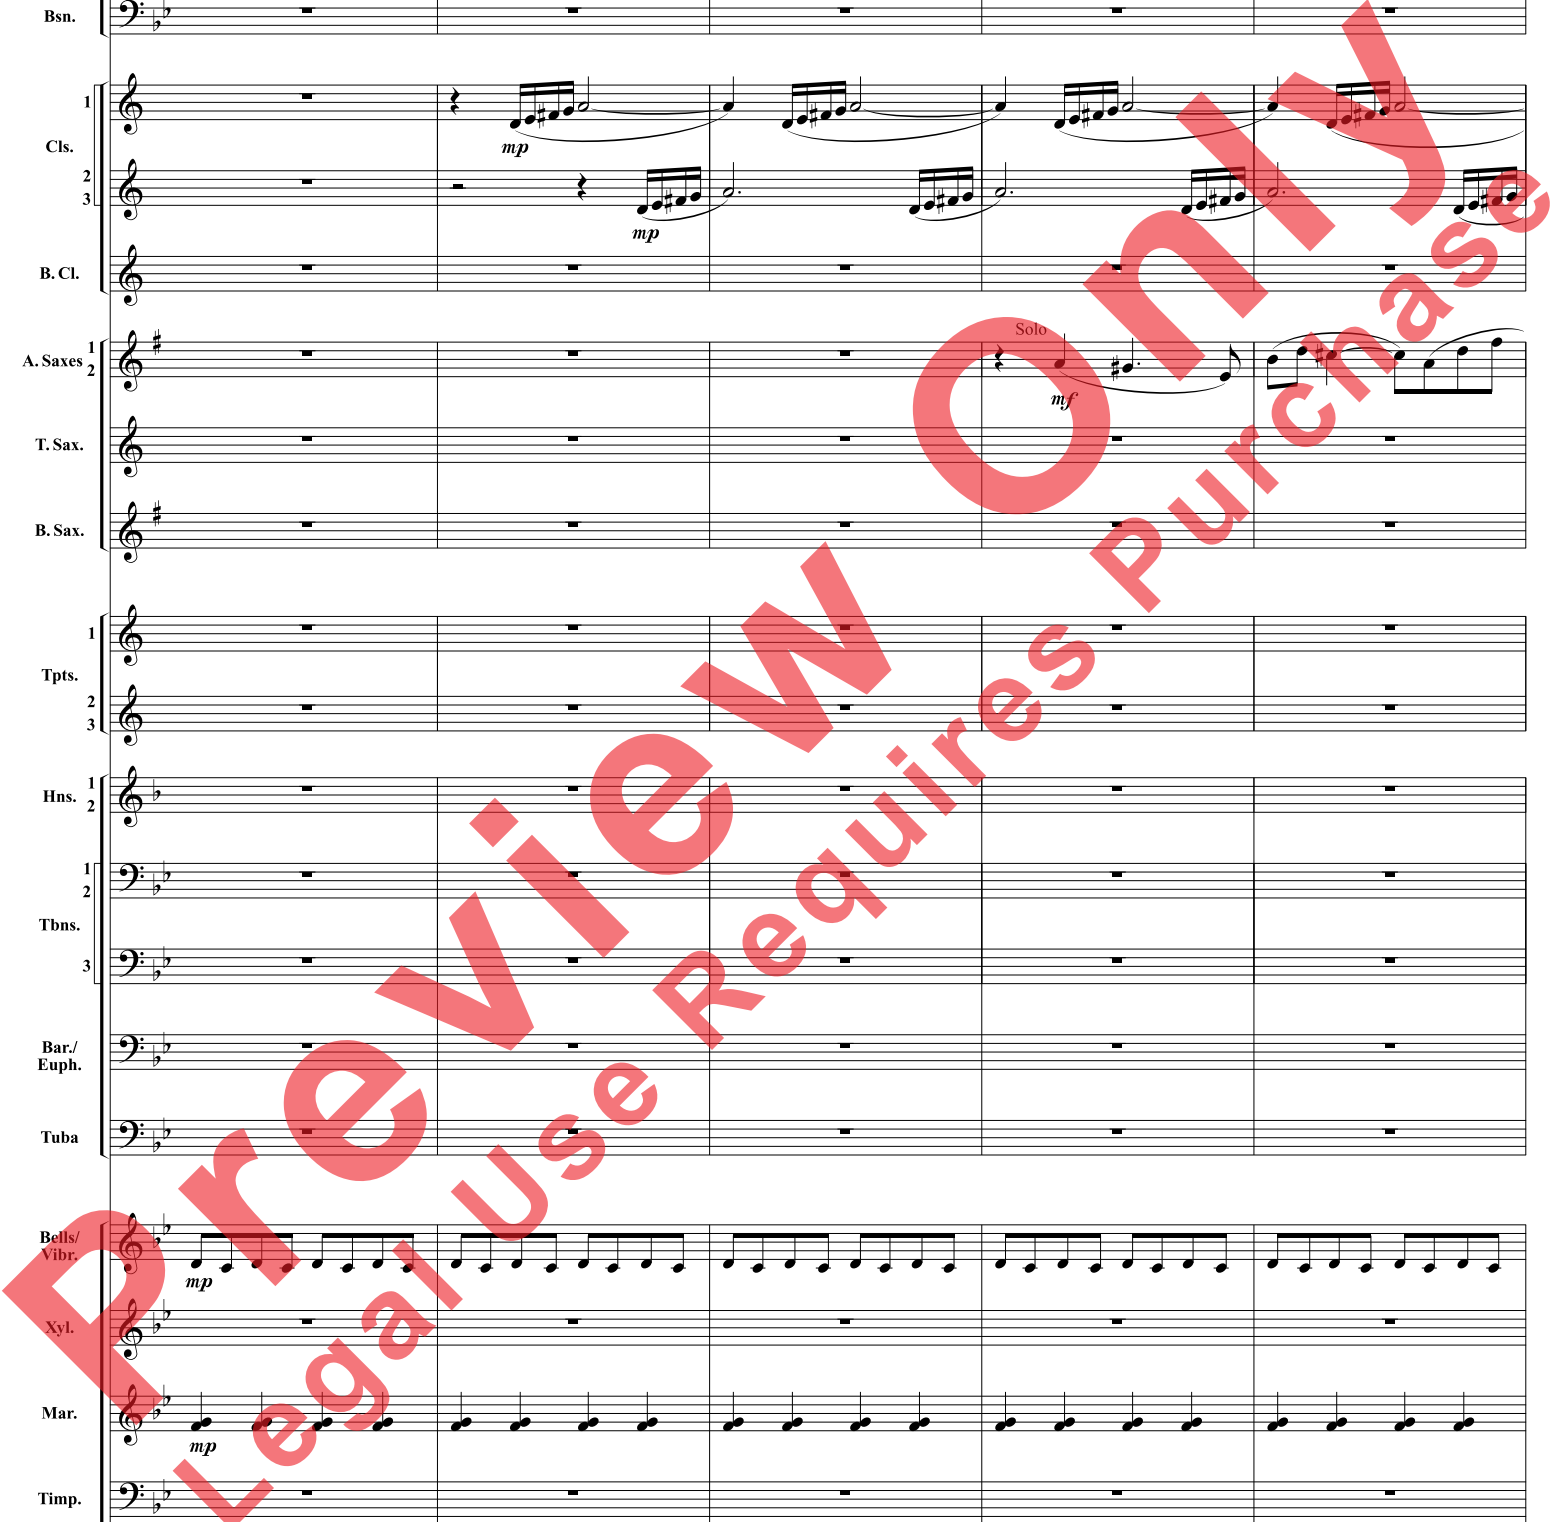 Bsn.
1
Cls.
mp
2
3
mp
B. Cl.
Solo
A. Saxes 1
2
mf
T. Sax.
B. Sax.
1
Tpts.
2
3
Hns. 1
2
1
2
Tbns.
3
Bar./
Euph.
Tuba
Bells/
Vibr.
mp
Xyl.
Mar.
mp
Timp.
Preview Only
Legal Use Requires Purchase